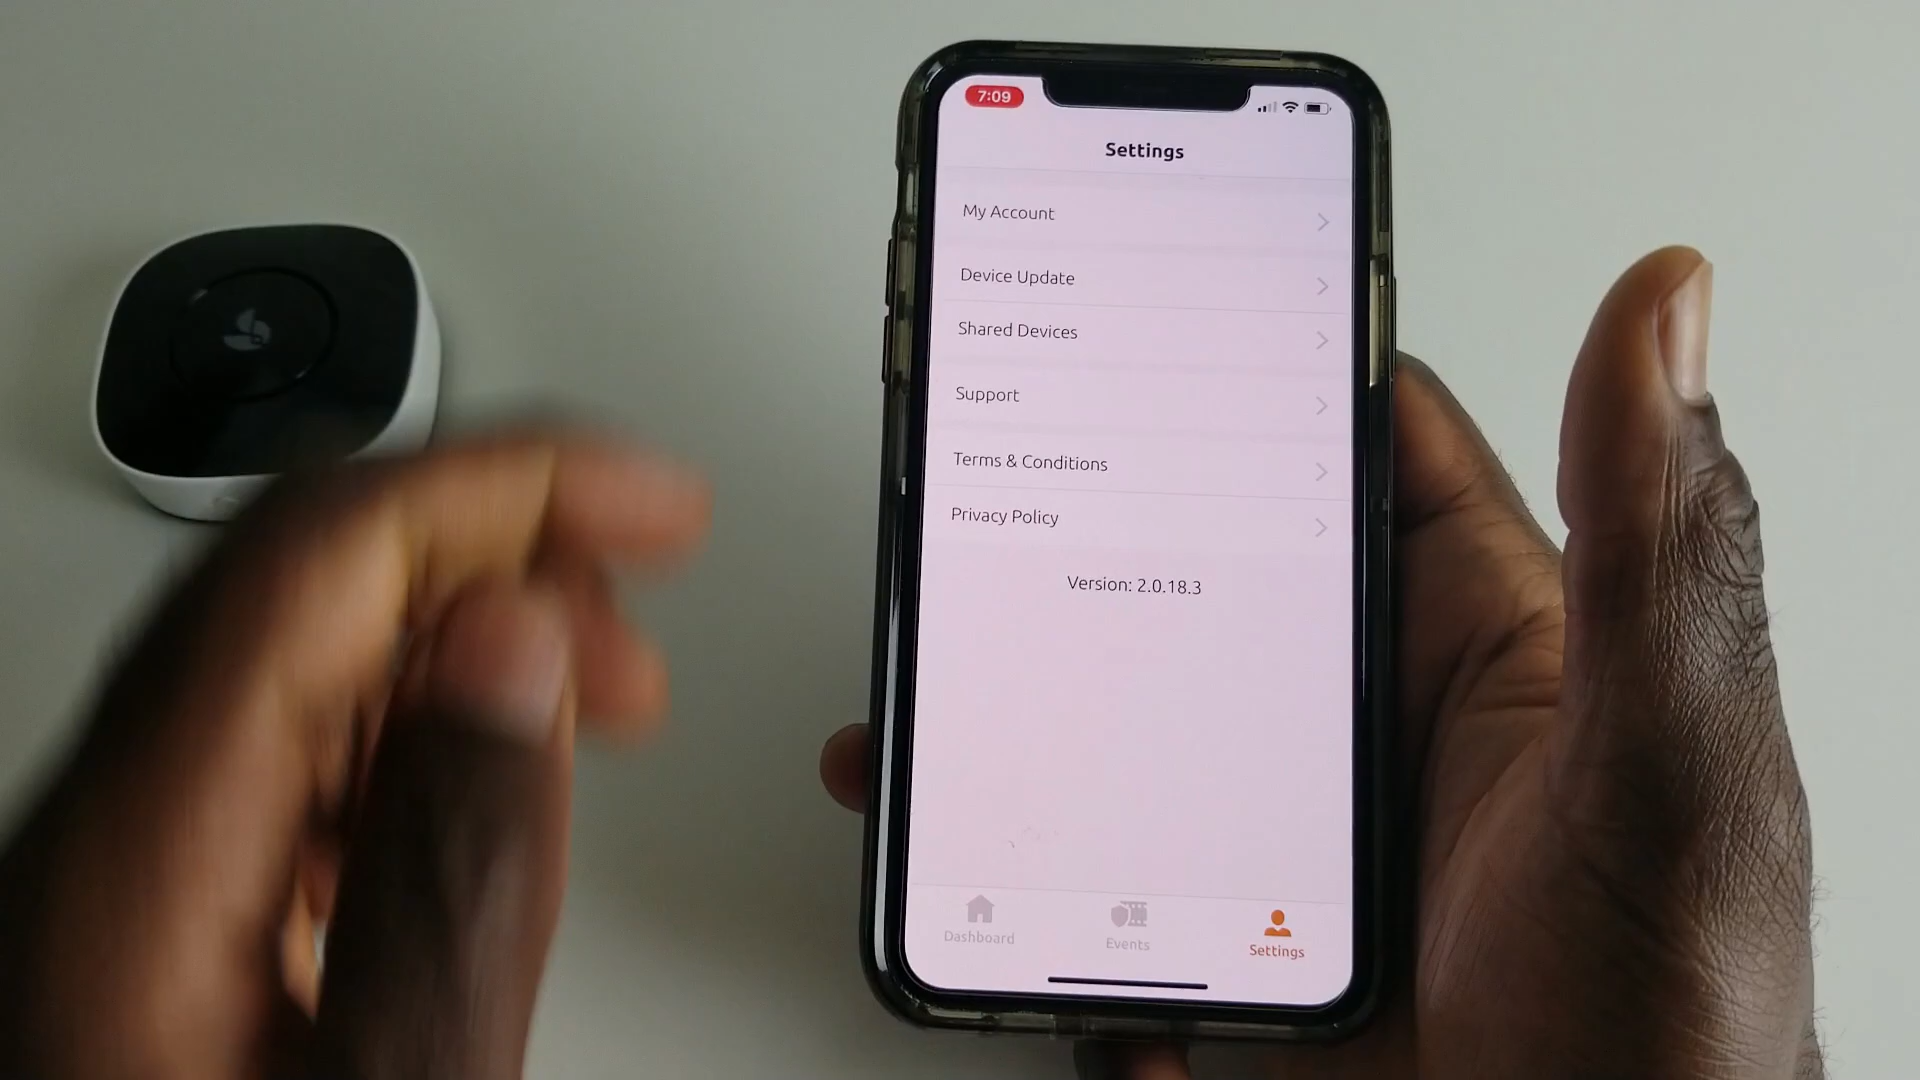 7:09
Settings
My Account
Device Update
Shared Devices
Support
Terms & Conditions
Privacy Policy
Version: 2.0.18.3
Dashboard
Events
Settings